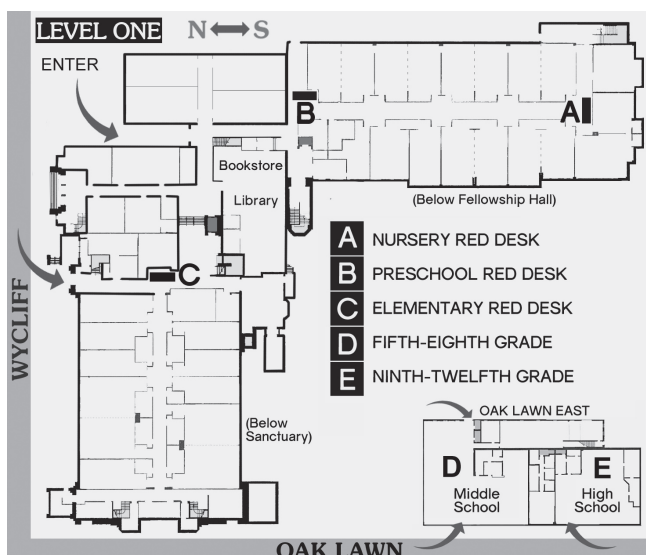 LEVEL ONE
N S
ENTER
B
A
Bookstore
Library
(Below Fellowship Hall)
A NURSERY RED DESK
B PRESCHOOL RED DESK
C ELEMENTARY RED DESK
D FIFTH-EIGHTH GRADE
E NINTH-TWELFTH GRADE
C
WYCLIFF
(Below
Sanctuary)
OAK LAWN EAST
D
Middle
School
E
High
School
OAK LAWN